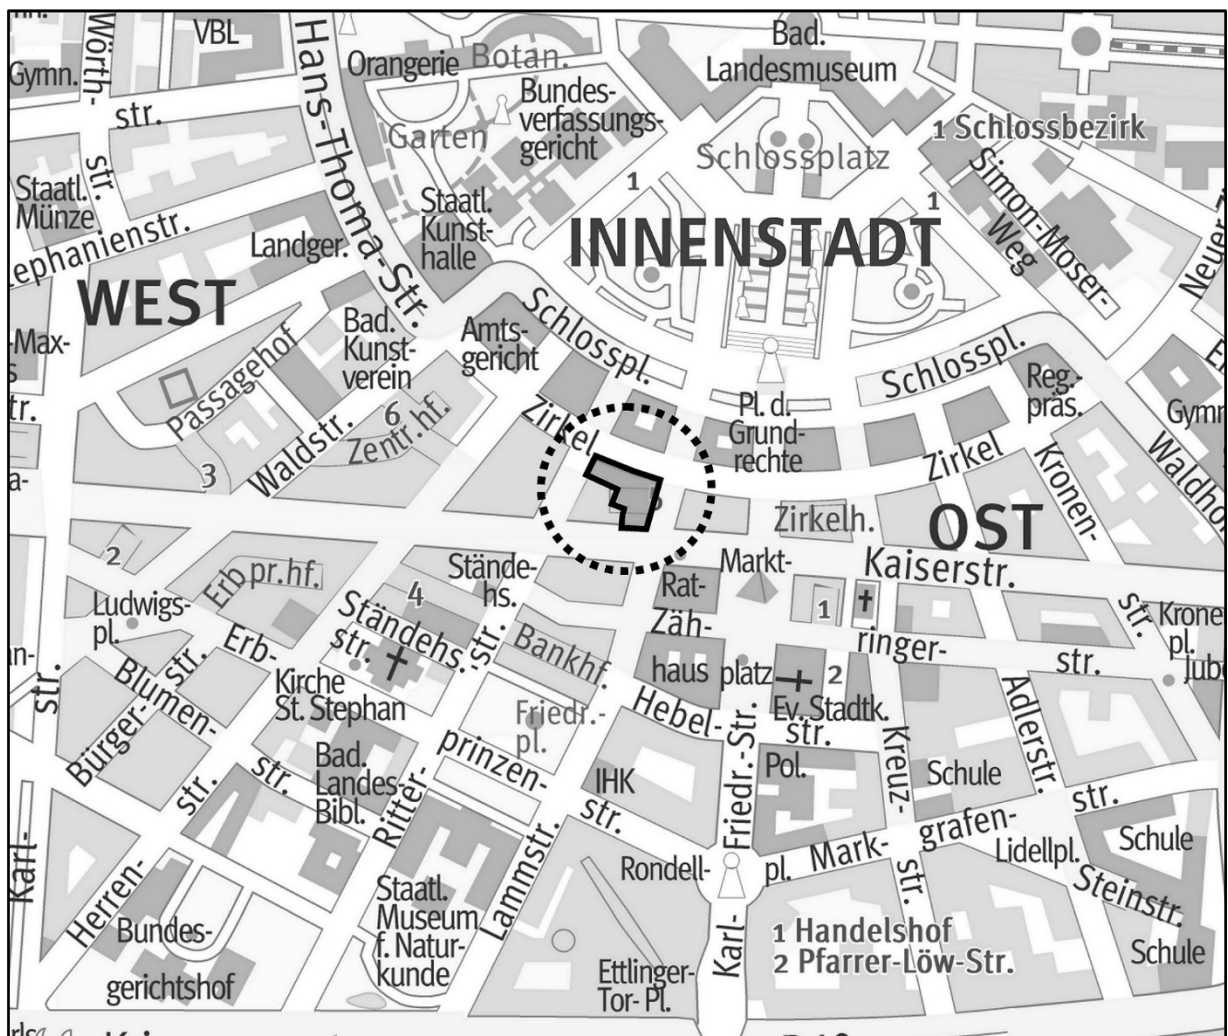 VBL
Gymn.
Wörth-
str.
str.
Staatl.
Münze
ephanienstr.
WEST
Hans-Thoma-Str.
Orangerie
Botan.
Garten
Bundes-
verfassungs-
gericht
Staatl.
Kunst-
halle
Landger.
Bad.
Landesmuseum
Schlossplatz
1 Schlossbezirk
1
1
INNENSTADT
Simon-Moser-
Weg
Neuer
-Max-
tr.
Passagehof
Bad.
Kunst-
verein
6
Amts-
gericht
Schlosspl.
Schlosspl.
Zirkel
Zirkel
Pl. d.
Grund-
rechte
Reg.-
präs.
Gymn
Waldho
Kronen-
str.
Waldstr.
Zentr.hf.
3
a-
Zirkelh.
OST
Kaiserstr.
2
Ludwigs-
pl.
Erbpr.hf.
4
Stände-
hs.
Markt-
platz
Rat-
haus
1
Zäh-
ringer-
str.
Krone
pl.
Jub
an-
str.
Blumen-
str.
Bürger-
str.
Erb-
prinzen-
str.
Ständehs.
str.
Kirche
St. Stephan
Bankhf.
Friedr.-
pl.
Hebel-
str.
2
Ev. Stadtk.
Adlerstr.
Bad.
Landes-
Bibl.
Ritter-
str.
IHK
Pol.
Kreuz-
str.
Schule
Karl-
Friedr.-Str.
Mark-
grafen-
str.
Lidellpl.
Schule
Steinstr.
Schule
Karl-
Herren-
str.
Bundes-
gerichtshof
Staatl.
Museum
f. Natur-
kunde
Lammstr.
Rondell-
pl.
Ettlinger-
Tor-Pl.
Karl-
1 Handelshof
2 Pfarrer-Löw-Str.